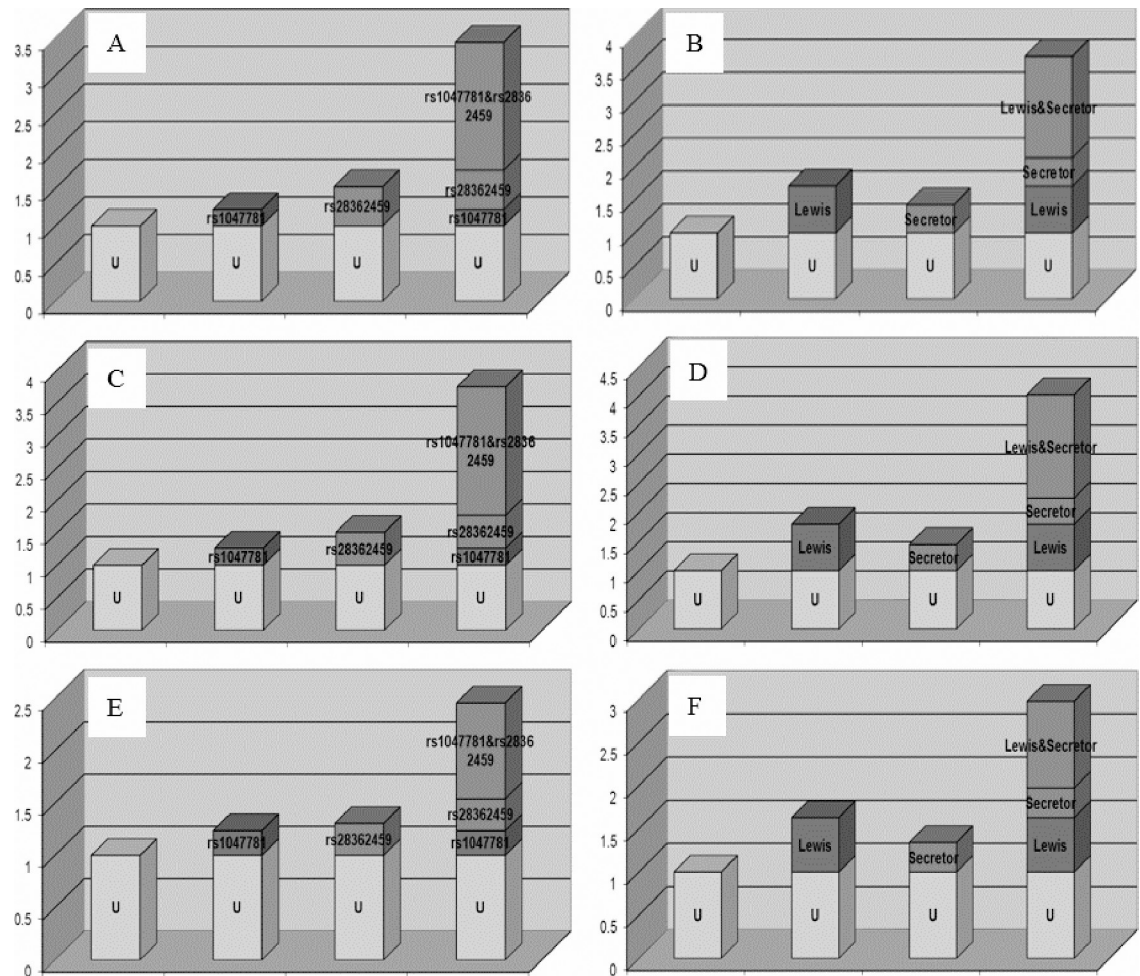 A
3.5
3
2.5
2
1.5
1
0.5
0
U
rs1047781
U
rs28362459
U
rs1047781&rs2836
2459
rs28362459
rs1047781
U
B
4
3.5
3
2.5
2
1.5
1
0.5
0
U
Lewis
U
Secretor
U
Lewis&Secretor
Secretor
Lewis
U
C
4
3.5
3
2.5
2
1.5
1
0.5
0
U
rs1047781
U
rs28362459
U
rs1047781&rs2836
2459
rs28362459
rs1047781
U
D
4.5
4
3.5
3
2.5
2
1.5
1
0.5
0
U
Lewis
U
Secretor
U
Lewis&Secretor
Secretor
Lewis
U
E
2.5
2
1.5
1
0.5
0
U
rs1047781
U
rs28362459
U
rs1047781&rs2836
2459
rs28362459
rs1047781
U
F
3
2.5
2
1.5
1
0.5
0
U
Lewis
U
Secretor
U
Lewis&Secretor
Secretor
Lewis
U